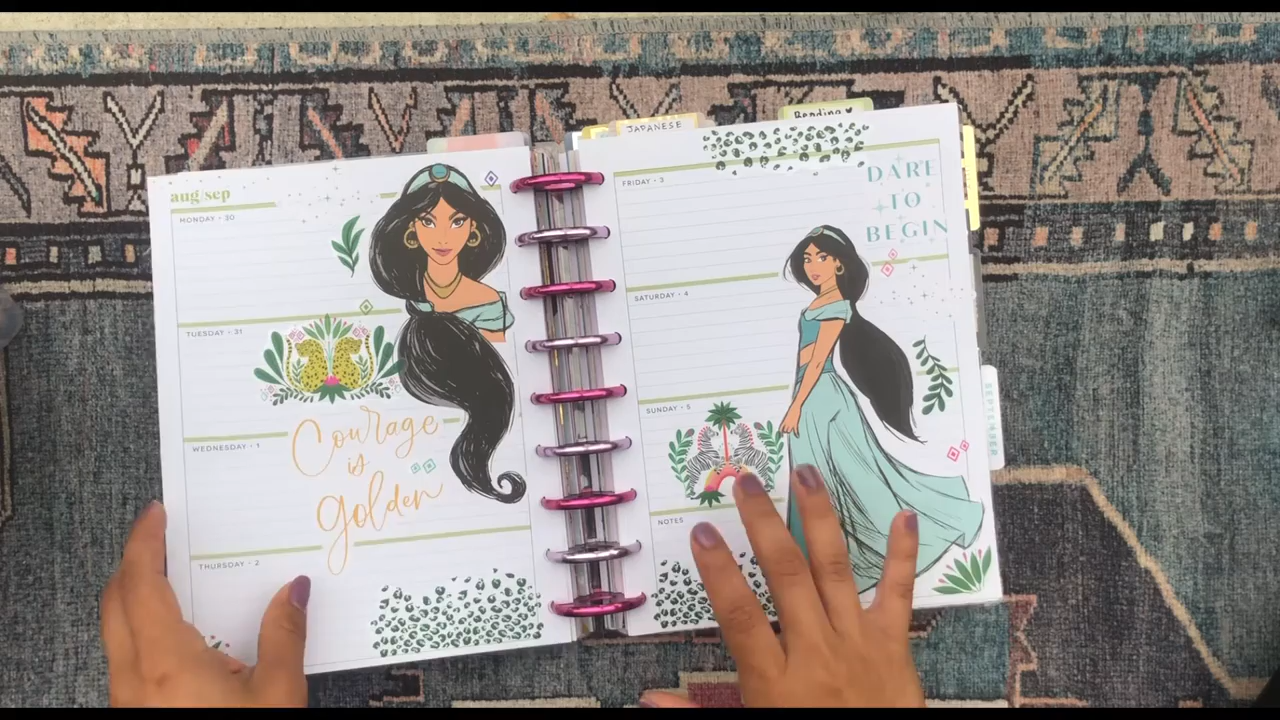 JAPANESE
Reading
aug/sep
MONDAY • 30
TUESDAY • 31
Courage
is
golden
WEDNESDAY • 1
THURSDAY • 2
FRIDAY • 3
DARE
TO
BEGIN
SATURDAY • 4
SUNDAY • 5
NOTES
SEPTEMBER